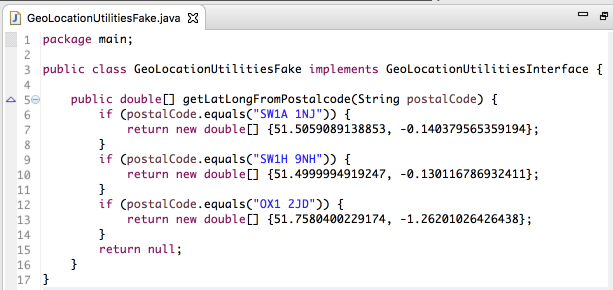 GeoLocationUtilitiesFake.java
1 package main;
2
3 public class GeoLocationUtilitiesFake implements GeoLocationUtilitiesInterface {
4
5     public double[] getLatLongFromPostalcode(String postalCode) {
6         if (postalCode.equals("SW1A 1NJ")) {
7             return new double[] {51.5059089138853, -0.140379565359194};
8         }
9         if (postalCode.equals("SW1H 9NH")) {
10             return new double[] {51.4999994919247, -0.130116786932411};
11         }
12         if (postalCode.equals("OX1 2JD")) {
13             return new double[] {51.7580400229174, -1.26201026426438};
14         }
15         return null;
16     }
17 }